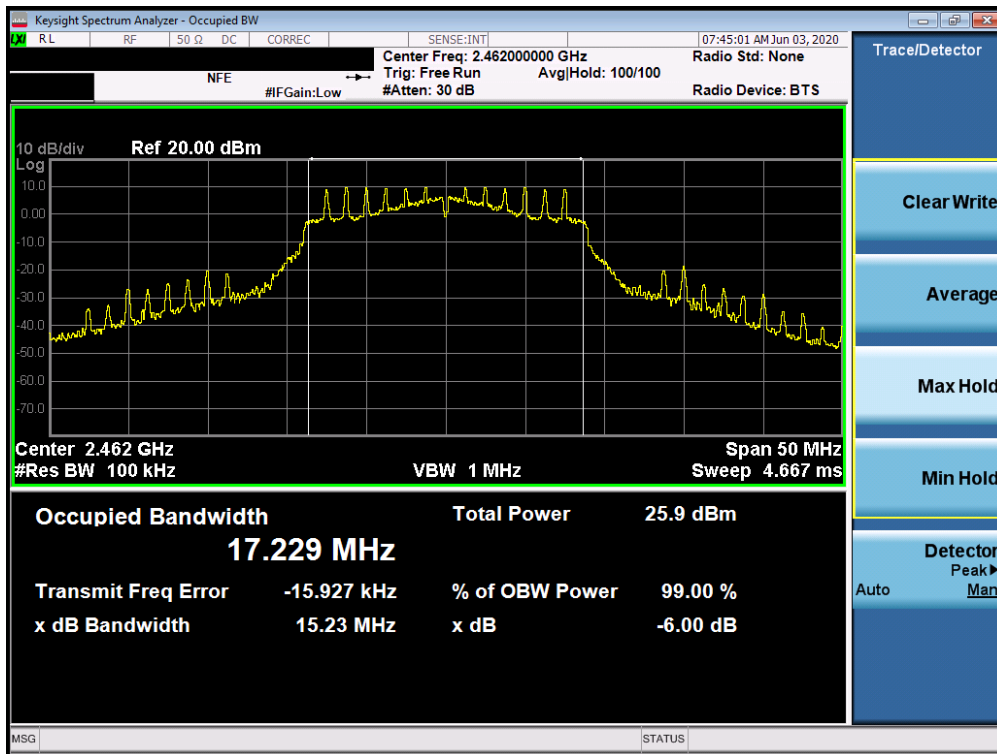 Keysight Spectrum Analyzer - Occupied BW
LXI RL RF 50 Ω DC CORREC SENSE:INT 07:45:01 AM Jun 03, 2020
NFE
#IFGain:Low
Center Freq: 2.462000000 GHz
Trig: Free Run Avg|Hold: 100/100
#Atten: 30 dB
Radio Std: None
Radio Device: BTS
10 dB/div Ref 20.00 dBm
Log
10.0
0.00
-10.0
-20.0
-30.0
-40.0
-50.0
-60.0
-70.0
Center 2.462 GHz Span 50 MHz
#Res BW 100 kHz VBW 1 MHz Sweep 4.667 ms
Occupied Bandwidth Total Power 25.9 dBm
17.229 MHz
Transmit Freq Error -15.927 kHz % of OBW Power 99.00 %
x dB Bandwidth 15.23 MHz x dB -6.00 dB
MSG STATUS
Trace/Detector
Clear Write
Average
Max Hold
Min Hold
Detector
Peak▶
Auto Man